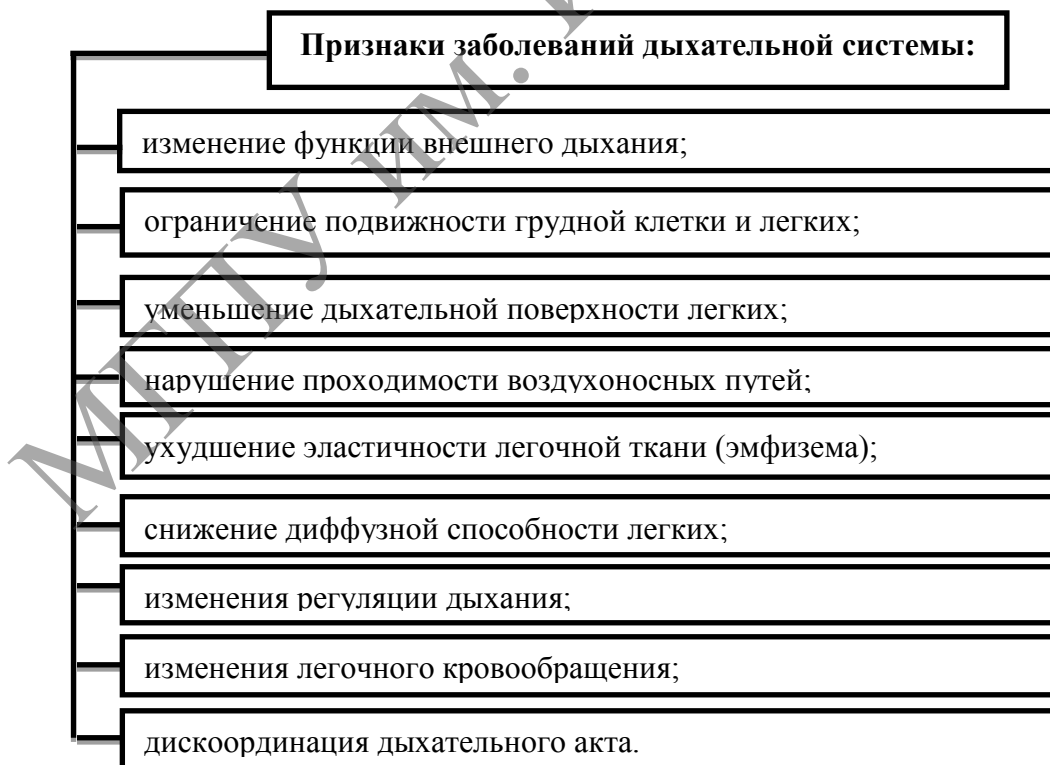 Признаки заболеваний дыхательной системы:
изменение функции внешнего дыхания;
ограничение подвижности грудной клетки и легких;
уменьшение дыхательной поверхности легких;
нарушение проходимости воздухоносных путей;
ухудшение эластичности легочной ткани (эмфизема);
снижение диффузной способности легких;
изменения регуляции дыхания;
изменения легочного кровообращения;
дискоординация дыхательного акта.
МГПУ им.